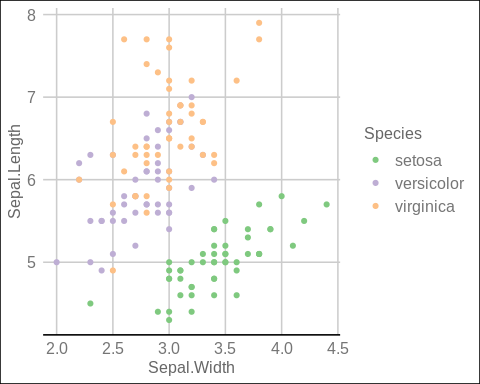 8
7
6
5
Sepal.Length
2.0 2.5 3.0 3.5 4.0 4.5
Sepal.Width
Species
setosa
versicolor
virginica